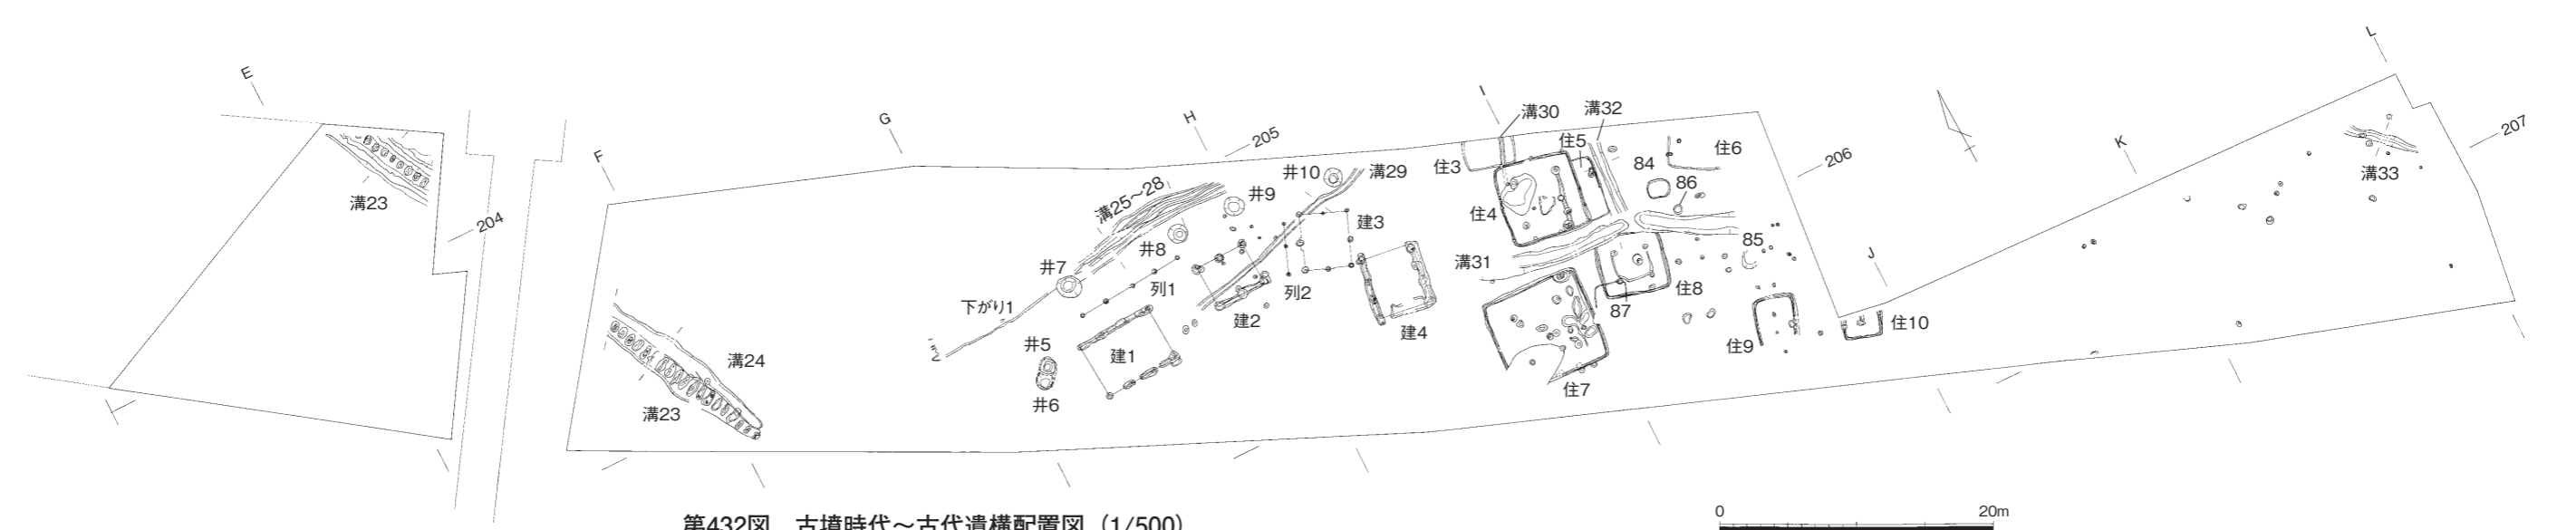 E
F
G
H
I
J
K
L
204
205
206
207
溝23
溝24
溝23
下がり1
溝25～28
井7
井8
井9
井10
井5
井6
列1
列2
建1
建2
建3
建4
溝29
溝30
溝31
溝32
住3
住4
住5
住6
84
86
85
87
住7
住8
住9
住10
溝33
第432図 古墳時代～古代遺構配置図（1/500）
0 20m